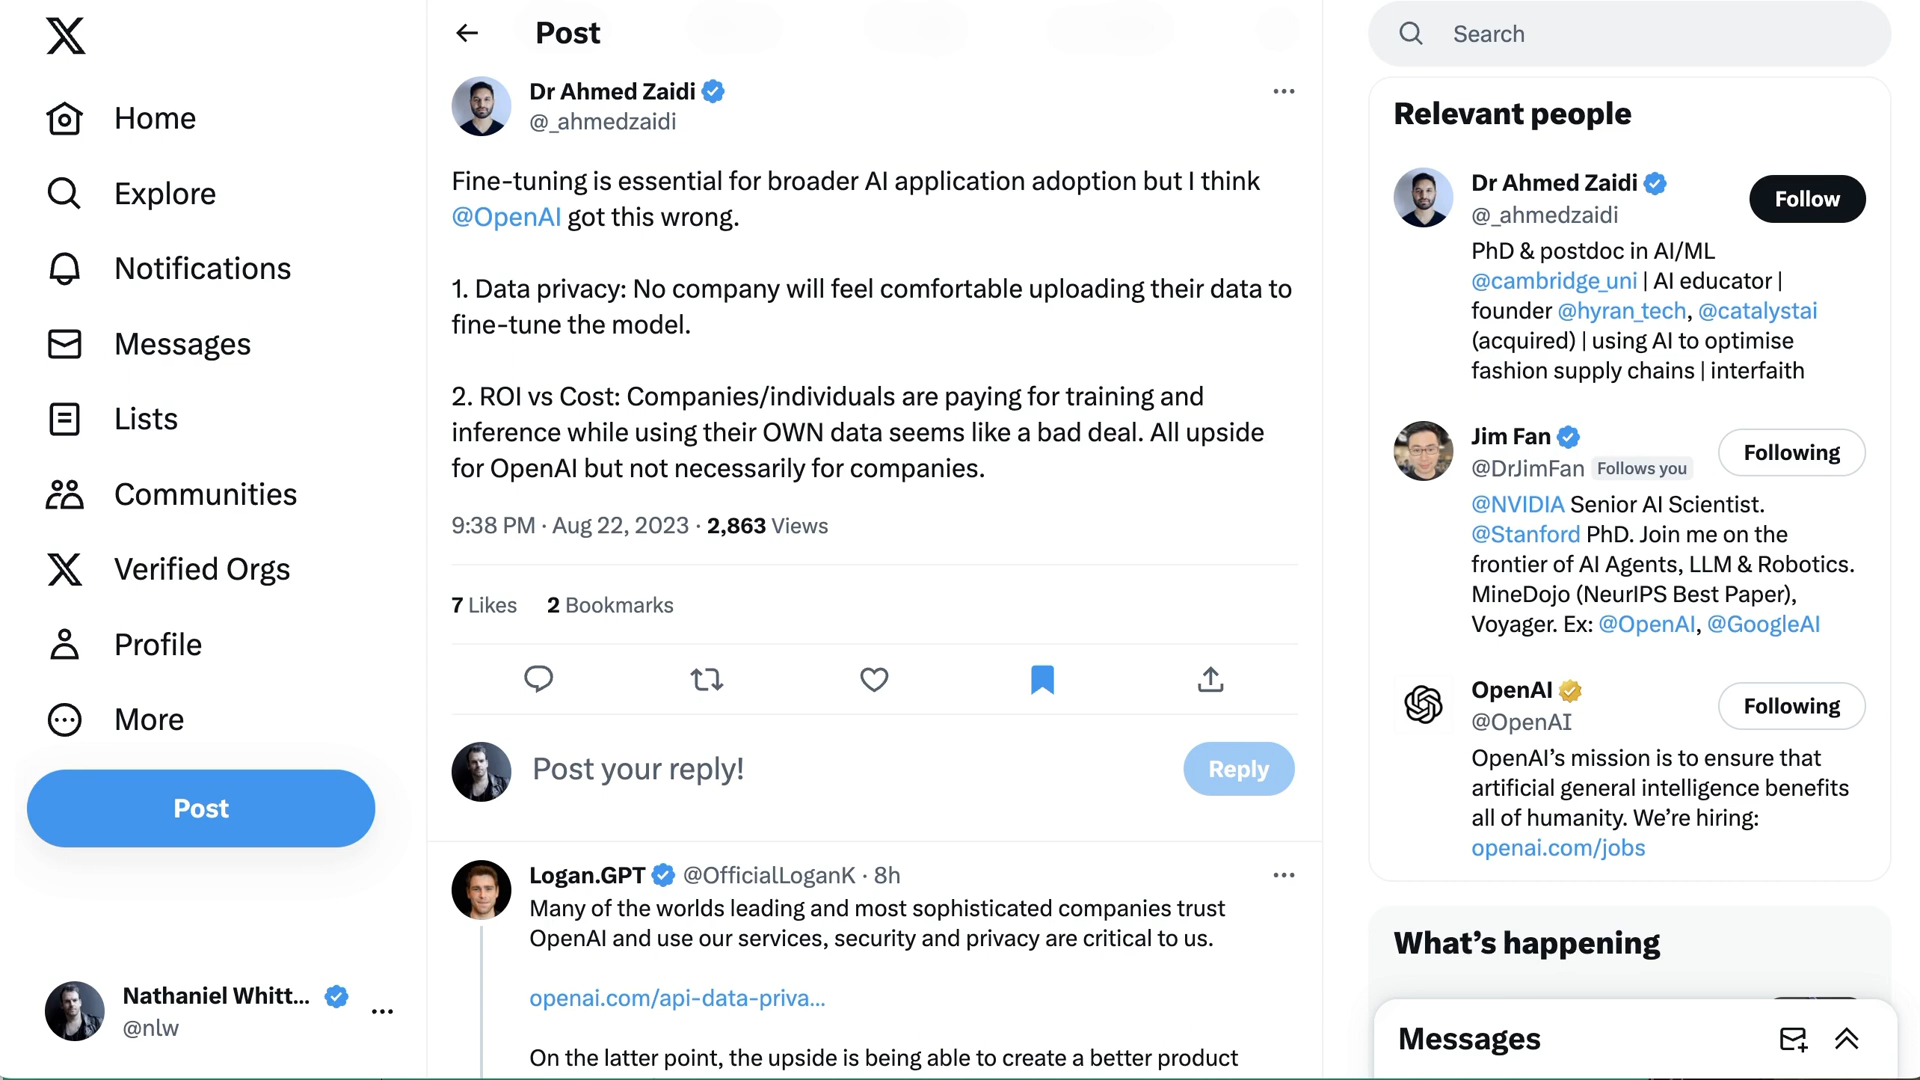 Home
Explore
Notifications
Messages
Lists
Communities
Verified Orgs
Profile
More
Post
Nathaniel Whitt...
@nlw
Post
Dr Ahmed Zaidi
@_ahmedzaidi
Fine-tuning is essential for broader AI application adoption but I think
@OpenAI got this wrong.
1. Data privacy: No company will feel comfortable uploading their data to
fine-tune the model.
2. ROI vs Cost: Companies/individuals are paying for training and
inference while using their OWN data seems like a bad deal. All upside
for OpenAI but not necessarily for companies.
9:38 PM · Aug 22, 2023 · 2,863 Views
7 Likes 2 Bookmarks
Post your reply!
Reply
Logan.GPT @OfficialLoganK · 8h
Many of the worlds leading and most sophisticated companies trust
OpenAI and use our services, security and privacy are critical to us.
openai.com/api-data-priva...
On the latter point, the upside is being able to create a better product
Search
Relevant people
Dr Ahmed Zaidi
@_ahmedzaidi
Follow
PhD & postdoc in AI/ML
@cambridge_uni | AI educator |
founder @hyran_tech, @catalystai
(acquired) | using AI to optimise
fashion supply chains | interfaith
Jim Fan
@DrJimFan Follows you
Following
@NVIDIA Senior AI Scientist.
@Stanford PhD. Join me on the
frontier of AI Agents, LLM & Robotics.
MineDojo (NeurIPS Best Paper),
Voyager. Ex: @OpenAI, @GoogleAI
OpenAI
@OpenAI
Following
OpenAI’s mission is to ensure that
artificial general intelligence benefits
all of humanity. We’re hiring:
openai.com/jobs
What’s happening
Messages